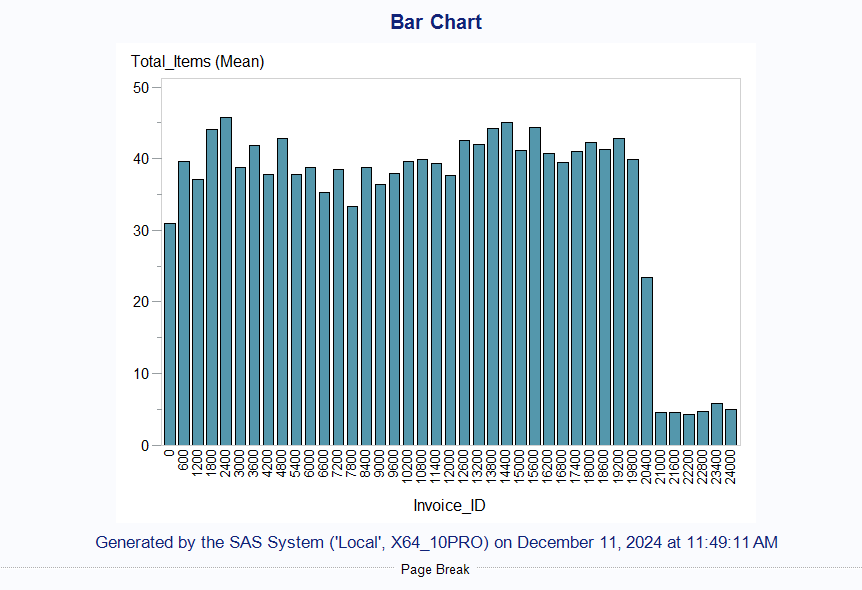 Bar Chart
Total_Items (Mean)
50
40
30
20
10
0
0 600 1200 1800 2400 3000 3600 4200 4800 5400 6000 6600 7200 7800 8400 9000 9600 10200 10800 11400 12000 12600 13200 13800 14400 15000 15600 16200 16800 17400 18000 18600 19200 19800 20400 21000 21600 22200 22800 23400 24000
Invoice_ID
Generated by the SAS System ('Local', X64_10PRO) on December 11, 2024 at 11:49:11 AM
Page Break